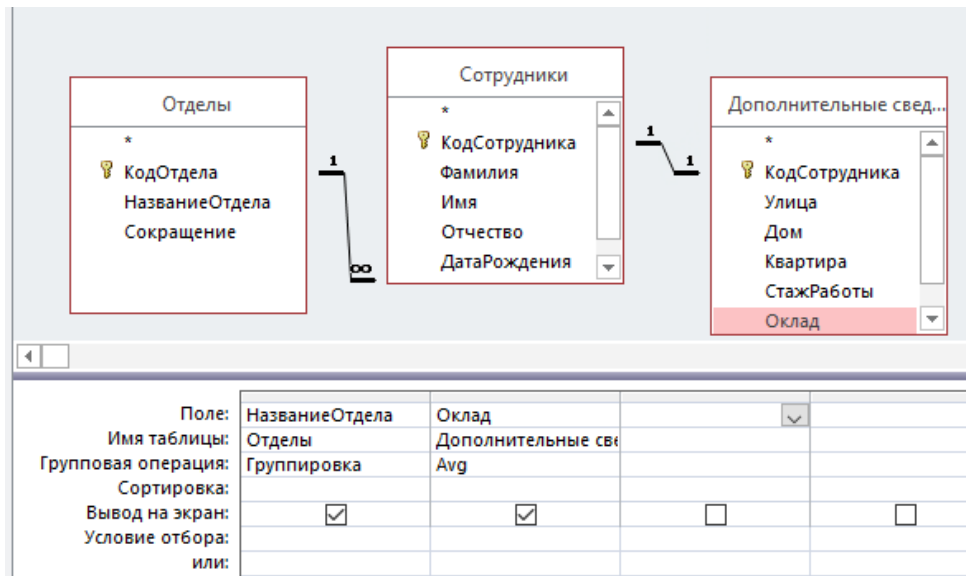 Отделы
*
КодОтдела
НазваниеОтдела
Сокращение
1
∞
Сотрудники
*
КодСотрудника
Фамилия
Имя
Отчество
ДатаРождения
1
1
Дополнительные свед...
*
КодСотрудника
Улица
Дом
Квартира
СтажРаботы
Оклад
Поле: НазваниеОтдела Оклад
Имя таблицы: Отделы Дополнительные све
Групповая операция: Группировка Avg
Сортировка:
Вывод на экран:
Условие отбора:
или: